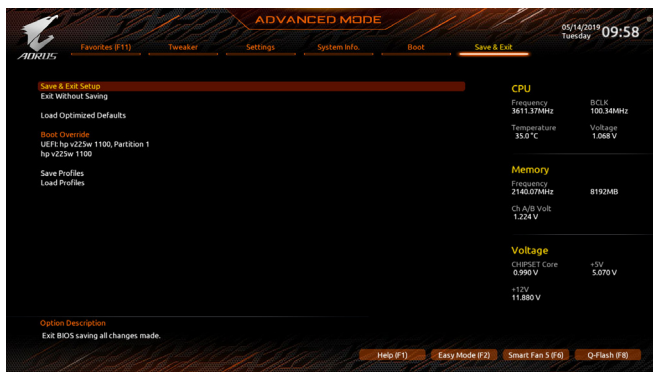 ADVANCED MODE
05/14/2019 Tuesday 09:58
AORUS
Favorites (F11) Tweaker Settings System Info. Boot Save & Exit
Save & Exit Setup
Exit Without Saving
Load Optimized Defaults
Boot Override
UEFI: hp v225w 1100, Partition 1
hp v225w 1100
Save Profiles
Load Profiles
CPU
Frequency BCLK
3611.37MHz 100.34MHz
Temperature Voltage
35.0 °C 1.068 V
Memory
Frequency
2140.07MHz 8192MB
Ch A/B Volt
1.224 V
Voltage
CHIPSET Core +5V
0.990 V 5.070 V
+12V
11.880 V
Option Description
Exit BIOS saving all changes made.
Help (F1) Easy Mode (F2) Smart Fan 5 (F6) Q-Flash (F8)